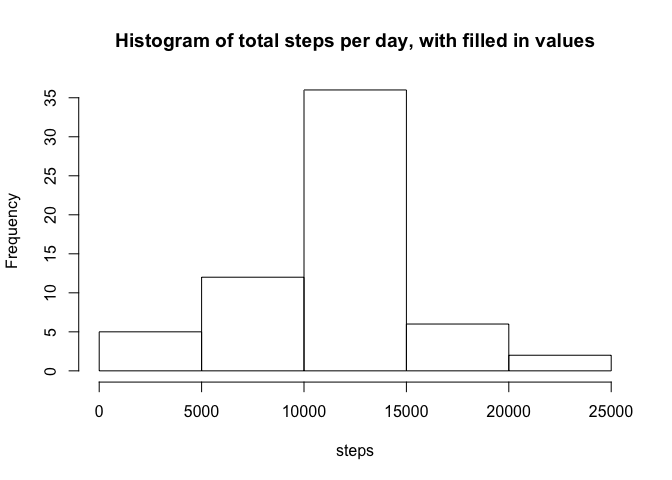 Histogram of total steps per day, with filled in values
Frequency
35
30
25
20
15
10
5
0
0 5000 10000 15000 20000 25000
steps